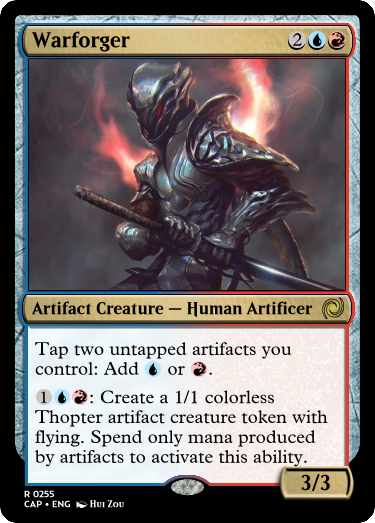 Warforger 2
Artifact Creature — Human Artificer
Tap two untapped artifacts you
control: Add or .
1 : Create a 1/1 colorless
Thopter artifact creature token with
flying. Spend only mana produced
by artifacts to activate this ability.
3/3
R 0255
CAP • ENG Hui Zou